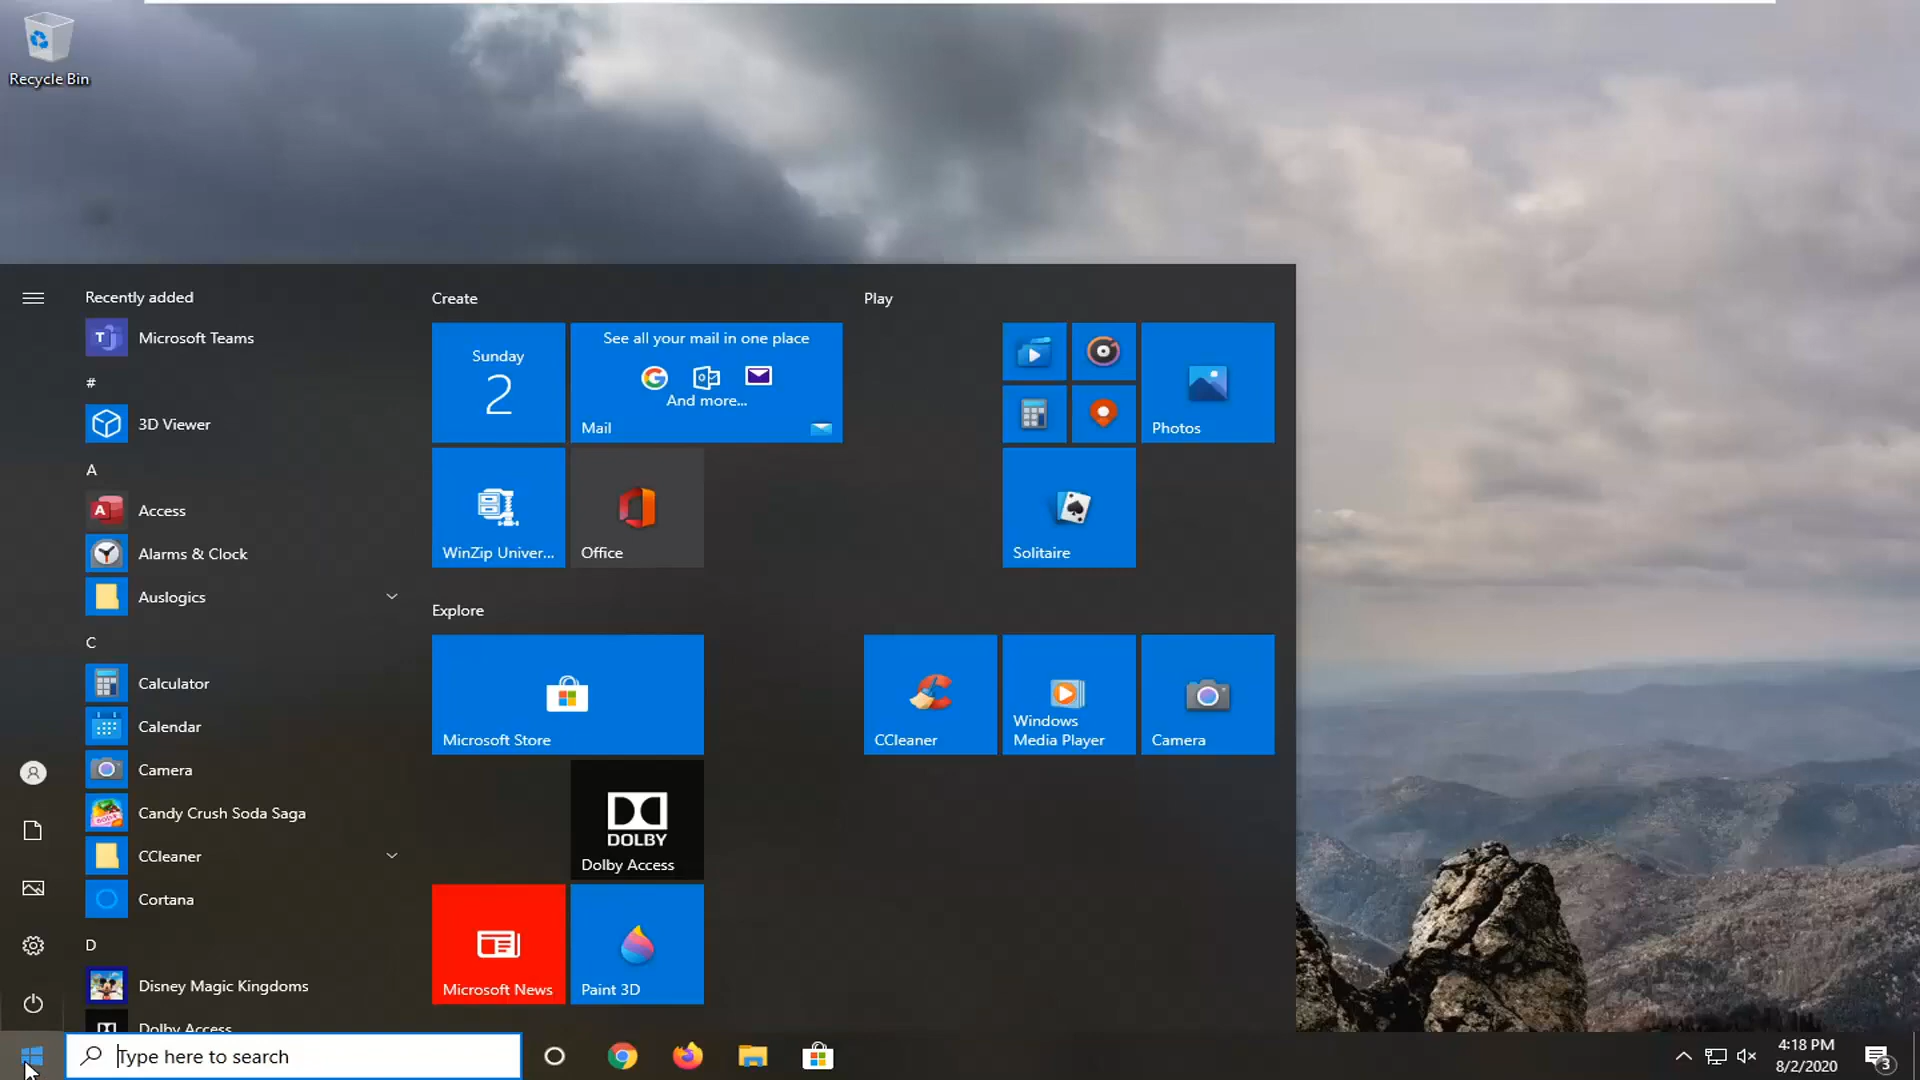 Recycle Bin
Recently added
Microsoft Teams
#
3D Viewer
A
Access
Alarms & Clock
Auslogics
C
Calculator
Calendar
Camera
Candy Crush Soda Saga
CCleaner
Cortana
D
Disney Magic Kingdoms
Dolby Access
Create
Sunday
2
See all your mail in one place
And more...
Mail
WinZip Univer...
Office
Explore
Microsoft Store
DOLBY
Dolby Access
Microsoft News
Paint 3D
Play
Photos
Solitaire
CCleaner
Windows
Media Player
Camera
Type here to search
4:18 PM
8/2/2020
3